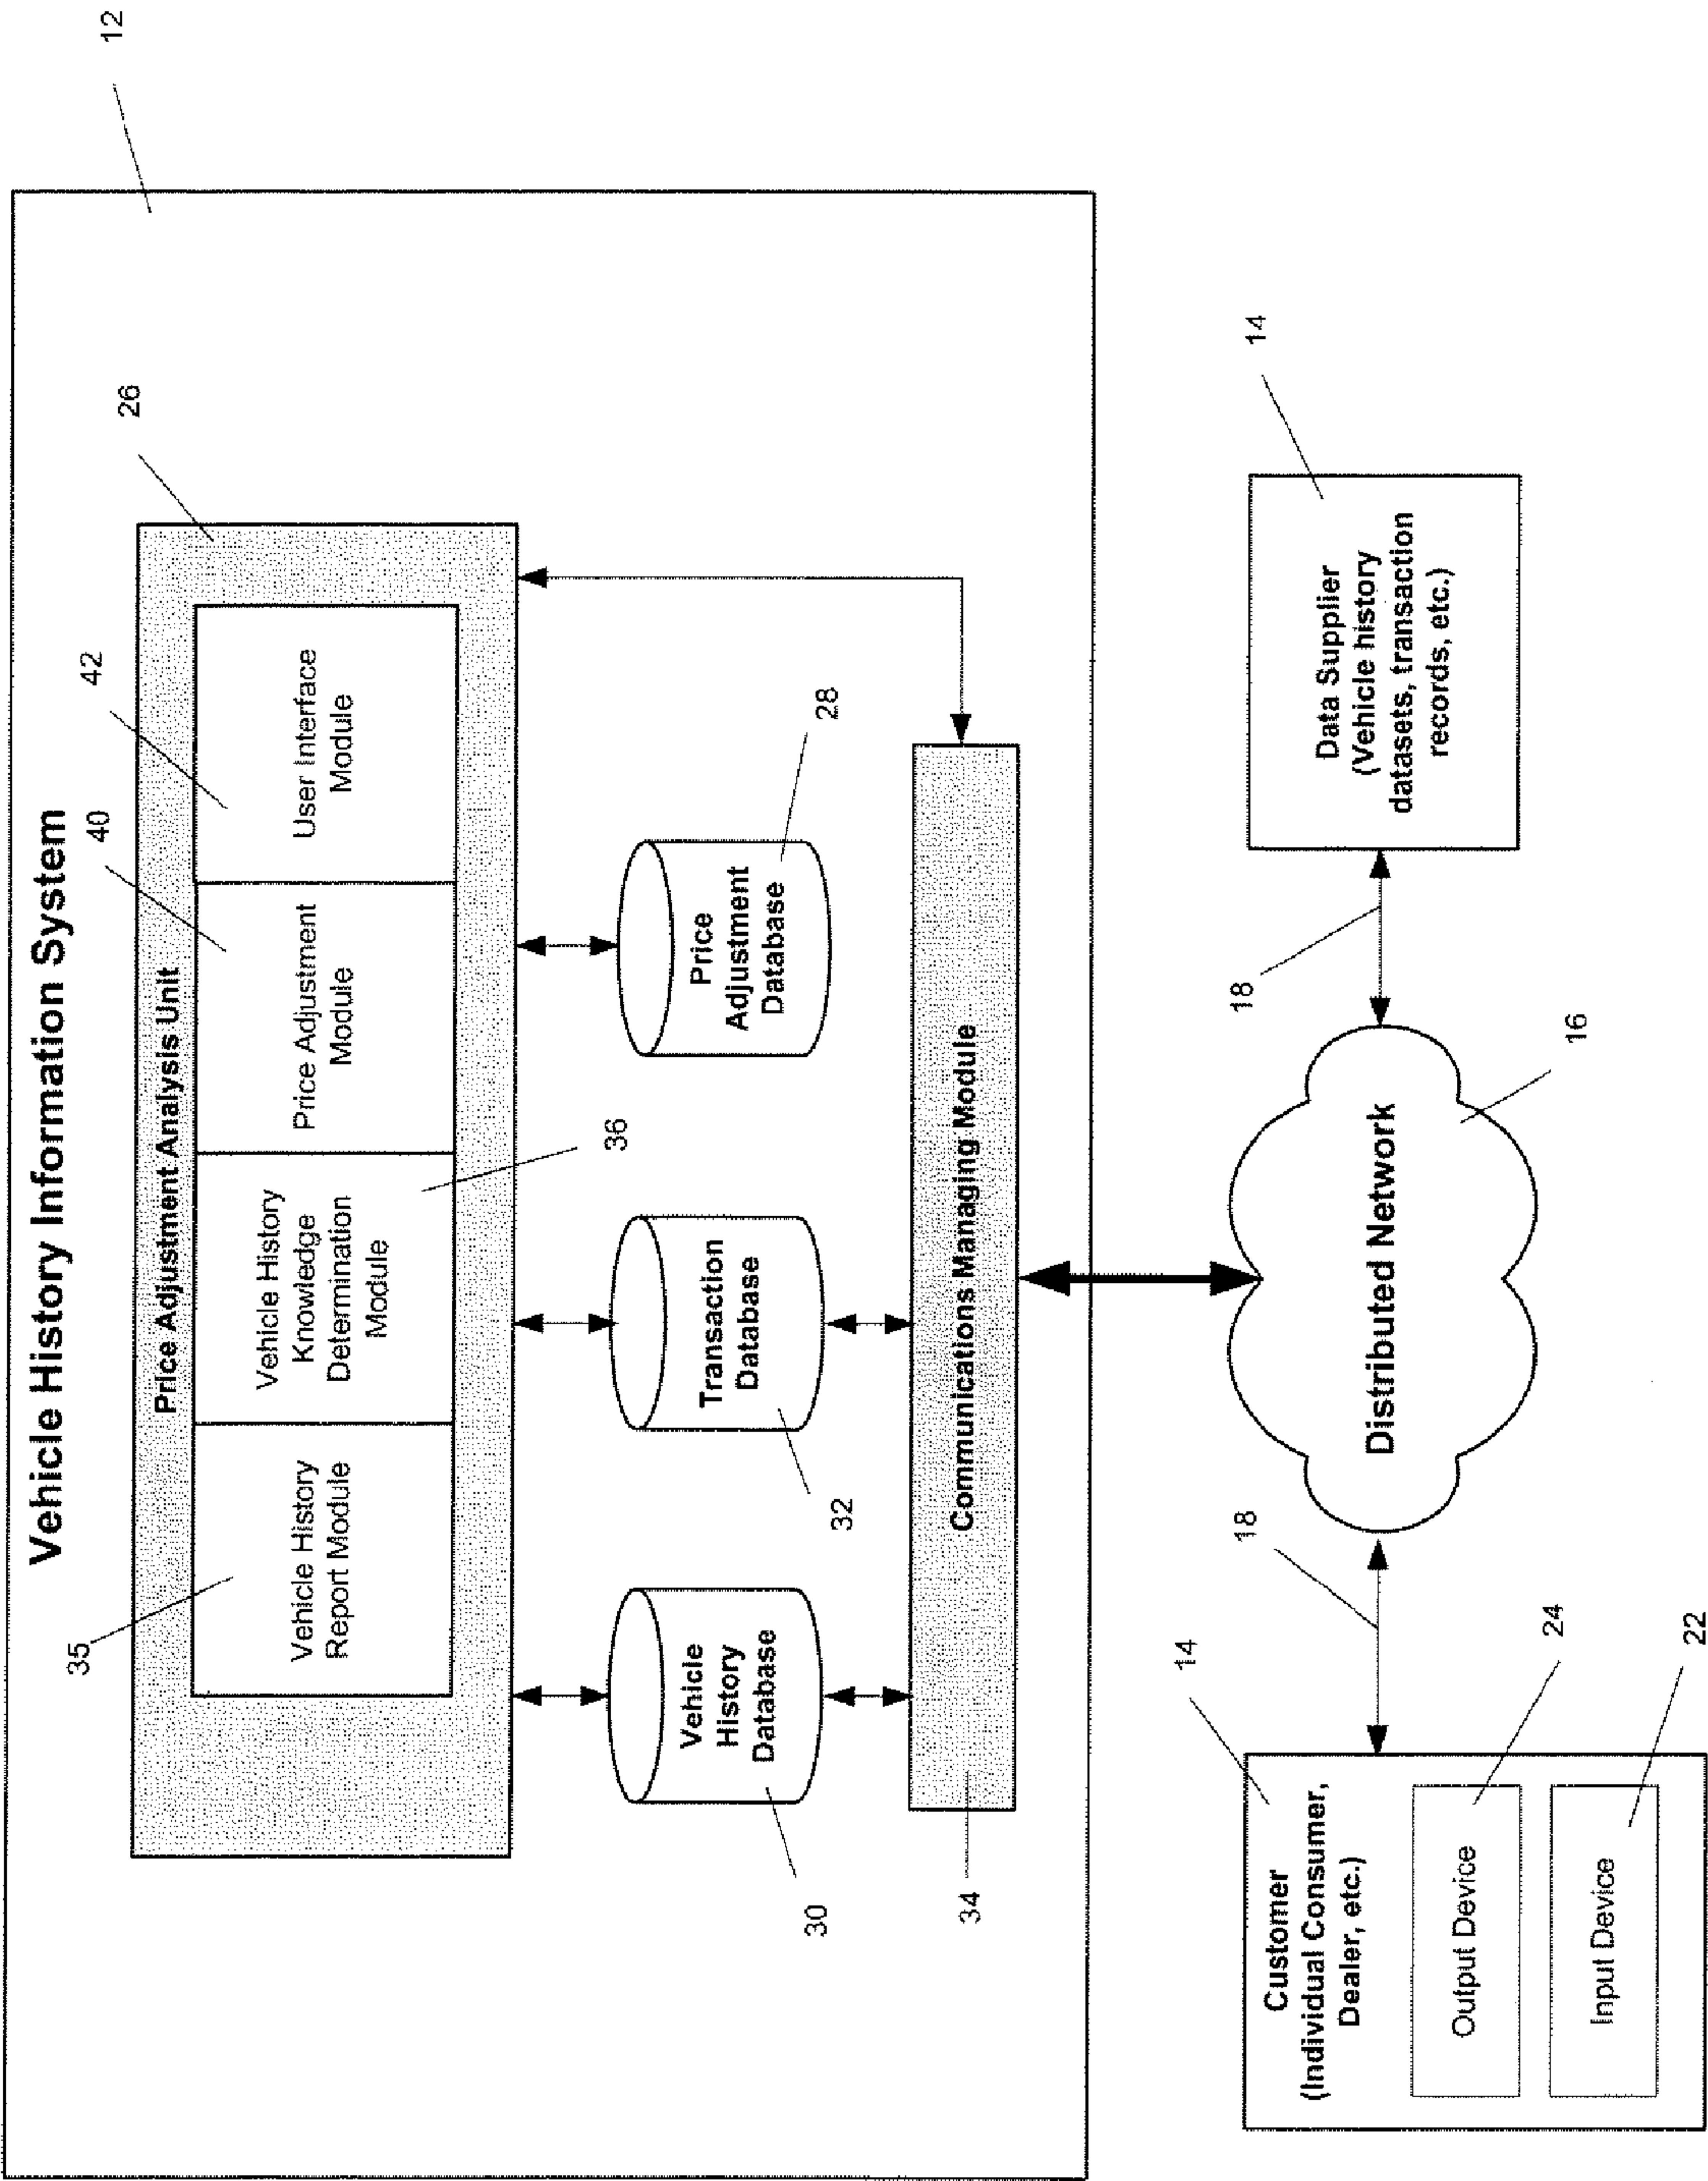 Vehicle History Information System
12
Price Adjustment Analysis Unit
26
35
Vehicle History
Report Module
Vehicle History
Knowledge
Determination
Module
36
40
Price Adjustment
Module
42
User Interface
Module
30
Vehicle
History
Database
32
Transaction
Database
28
Price
Adjustment
Database
34
Communications Managing Module
14
Customer
(Individual Consumer,
Dealer, etc.)
Output Device
24
Input Device
22
18
Distributed Network
16
18
14
Data Supplier
(Vehicle history
datasets, transaction
records, etc.)